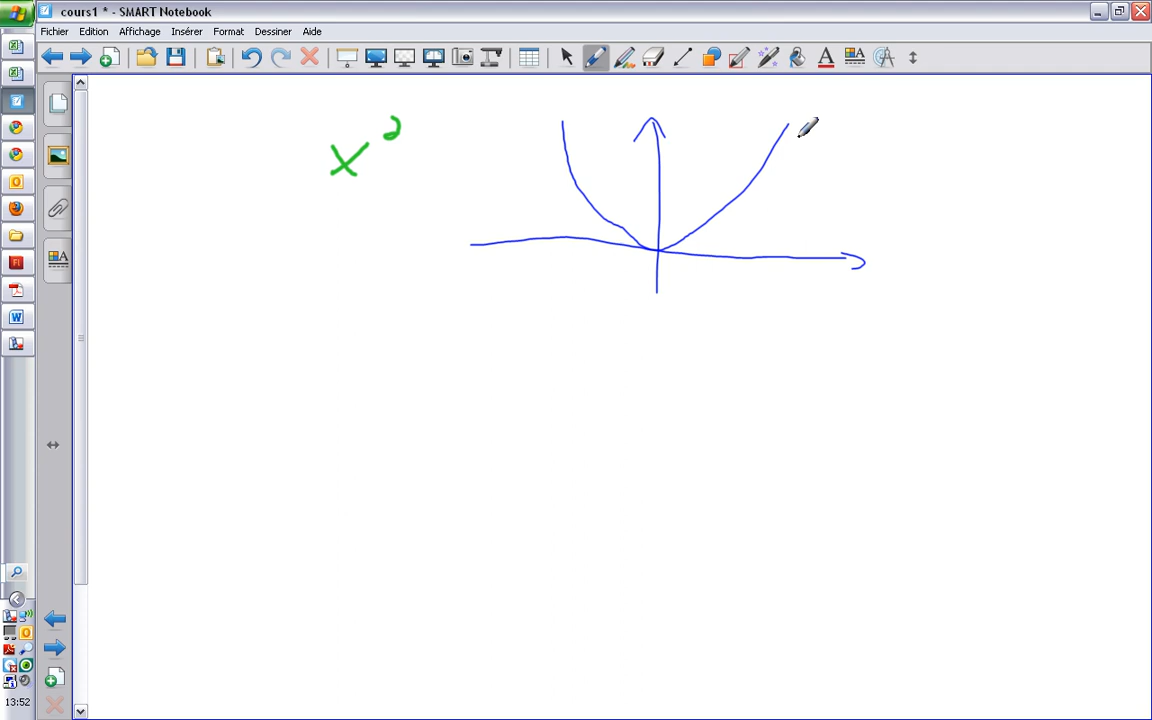 cours1 * - SMART Notebook
Fichier Edition Affichage Insérer Format Dessiner Aide
x²
13:52